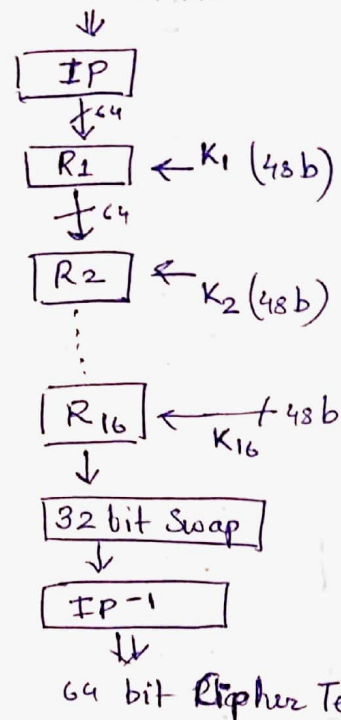 IP
64
R1 ← K1 (48b)
64
R2 ← K2 (48b)
R16 ← 48b
K16
32 bit Swap
IP-1
64 bit Cipher Te